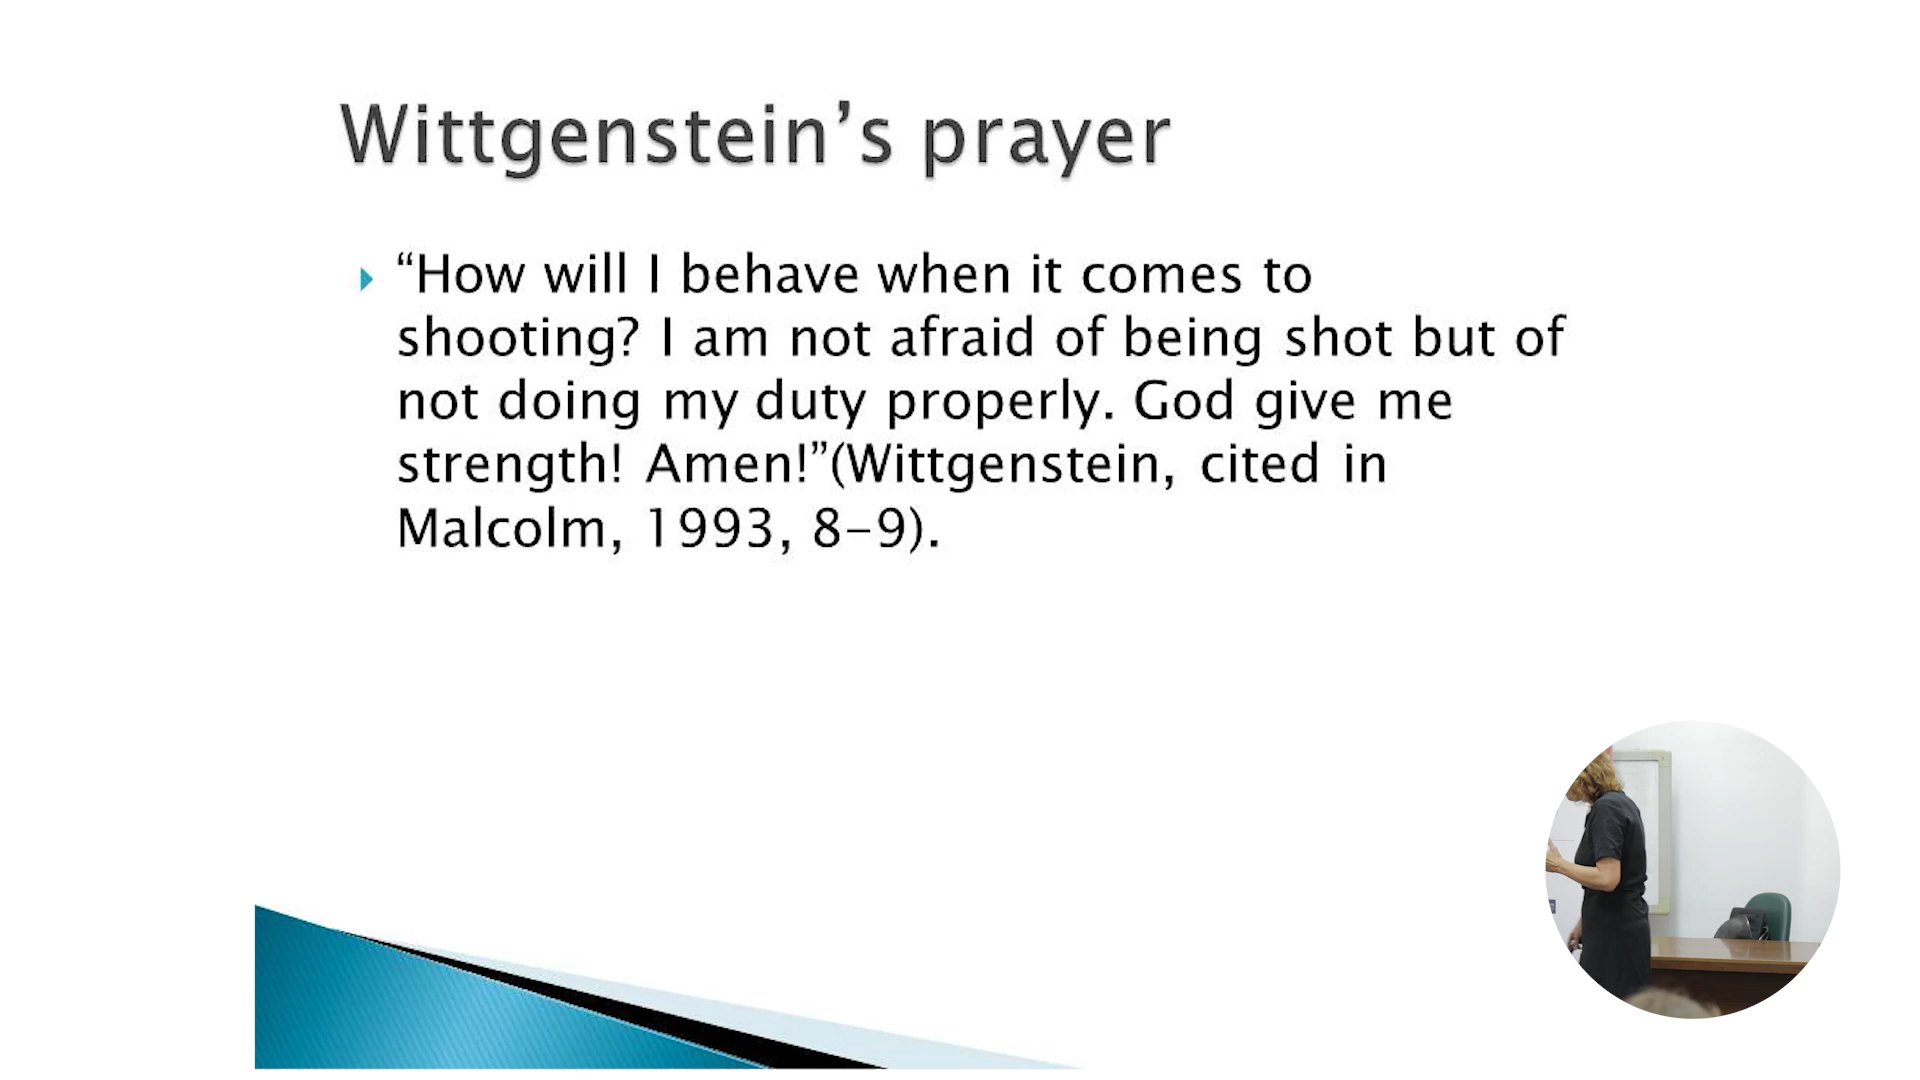 Wittgenstein’s prayer
“How will I behave when it comes to
shooting? I am not afraid of being shot but of
not doing my duty properly. God give me
strength! Amen!”(Wittgenstein, cited in
Malcolm, 1993, 8–9).